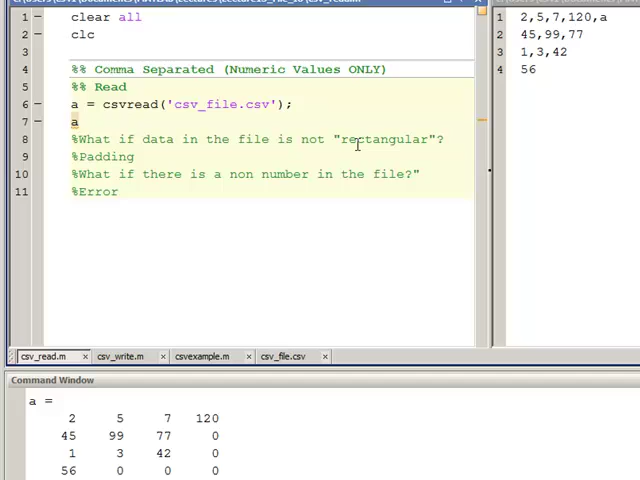 1 clear all
2 clc
3
4 %% Comma Separated (Numeric Values ONLY)
5 %% Read
6 a = csvread('csv_file.csv');
7 a
8 %What if data in the file is not "rectangular"?
9 %Padding
10 %What if there is a non number in the file?"
11 %Error
1 2,5,7,120,a
2 45,99,77
3 1,3,42
4 56
csv_read.m × csv_write.m × csvexample.m × csv_file.csv ×
Command Window
a =
2 5 7 120
45 99 77 0
1 3 42 0
56 0 0 0